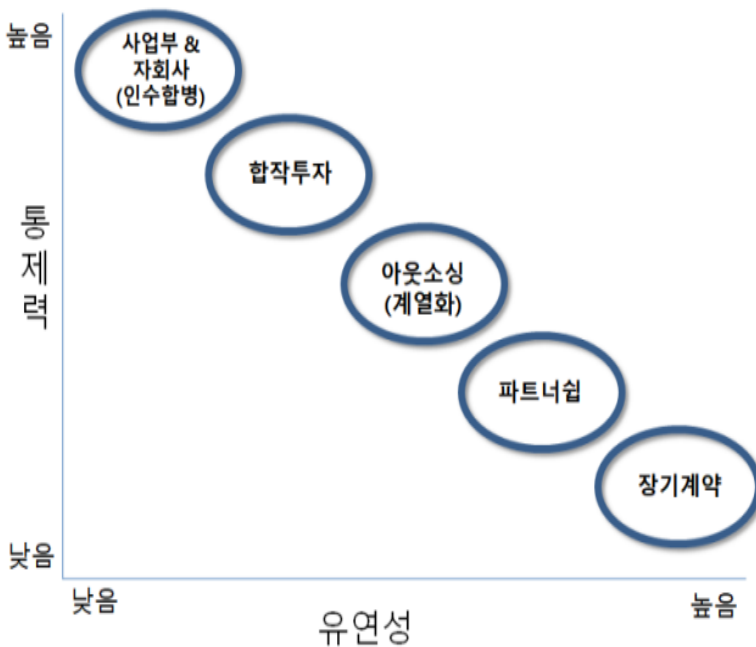 높음
사업부 &
자회사
(인수합병)
합작투자
통
제
력
아웃소싱
(계열화)
파트너쉽
장기계약
낮음
낮음
높음
유연성